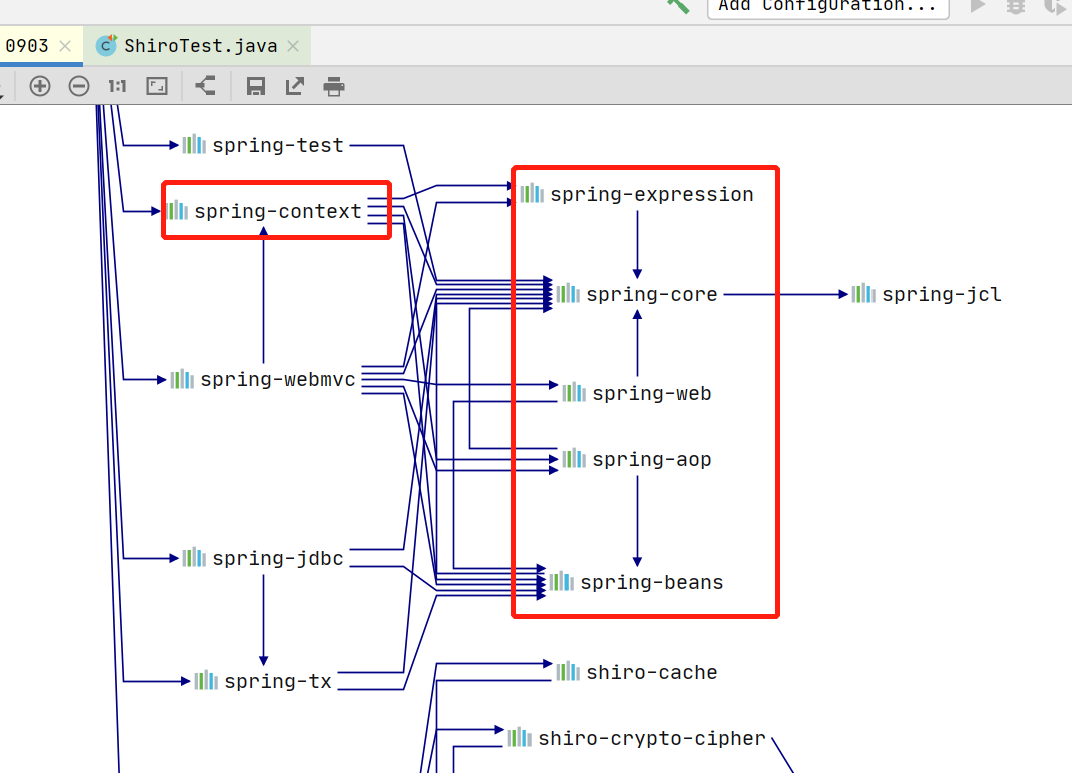 Add Configuration...
0903
ShiroTest.java
1:1
spring-test
spring-context
spring-expression
spring-core
spring-jcl
spring-webmvc
spring-web
spring-aop
spring-jdbc
spring-beans
spring-tx
shiro-cache
shiro-crypto-cipher